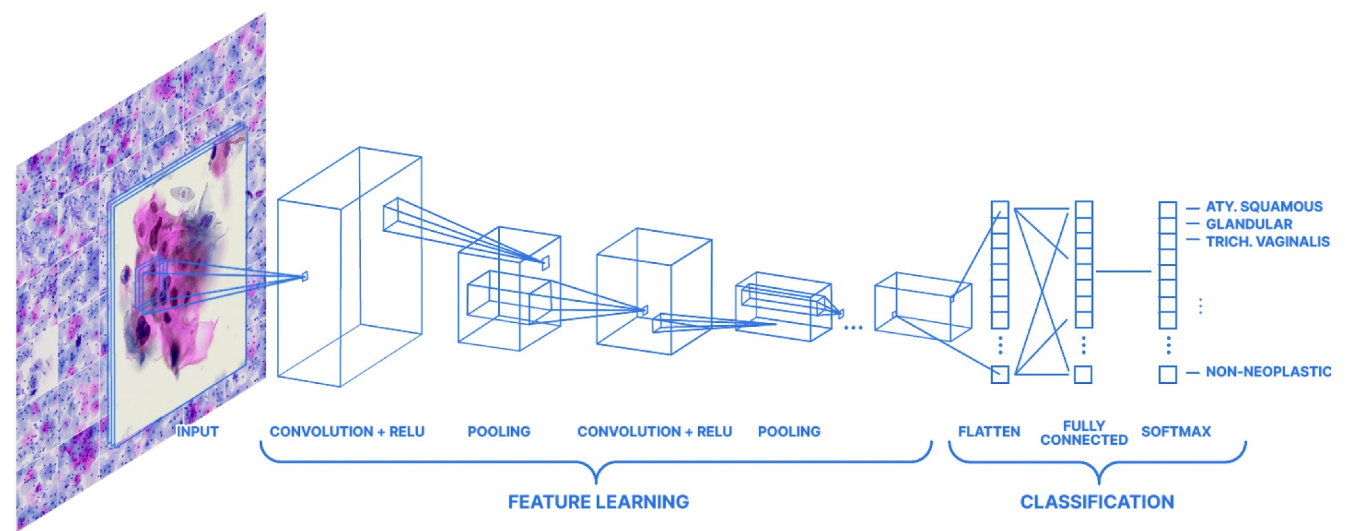 ATY. SQUAMOUS
GLANDULAR
TRICH. VAGINALIS
NON-NEOPLASTIC
INPUT
CONVOLUTION + RELU
POOLING
CONVOLUTION + RELU
POOLING
FLATTEN
FULLY
CONNECTED
SOFTMAX
FEATURE LEARNING
CLASSIFICATION